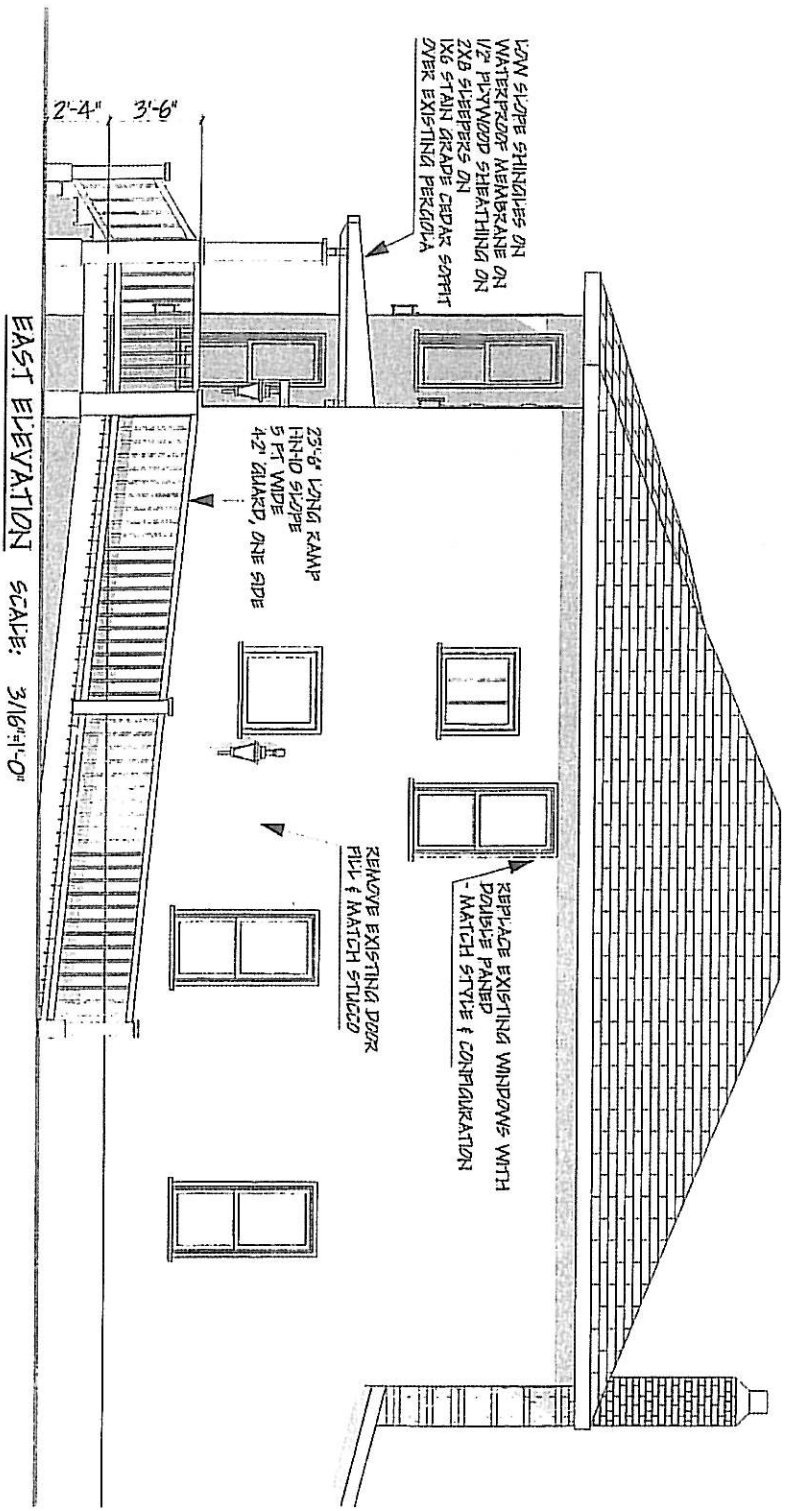 LOW SLOPE SHINGLES ON
WATERPROOF MEMBRANE ON
1/2" PLYWOOD SHEATHING ON
2X8 SLEEPERS ON
1X6 STAIN GRADE CEDAR SOFFIT
OVER EXISTING PERGOLA
REPLACE EXISTING WINDOWS WITH
DOUBLE PANED
- MATCH STYLE & CONFIGURATION
23'-6" LONG RAMP
1-IN-10 SLOPE
5 FT WIDE
42" GUARD, ONE SIDE
REMOVE EXISTING DOOR
FILL & MATCH STUCCO
3'-6"
2'-4"
EAST ELEVATION SCALE: 3/16"=1'-0"